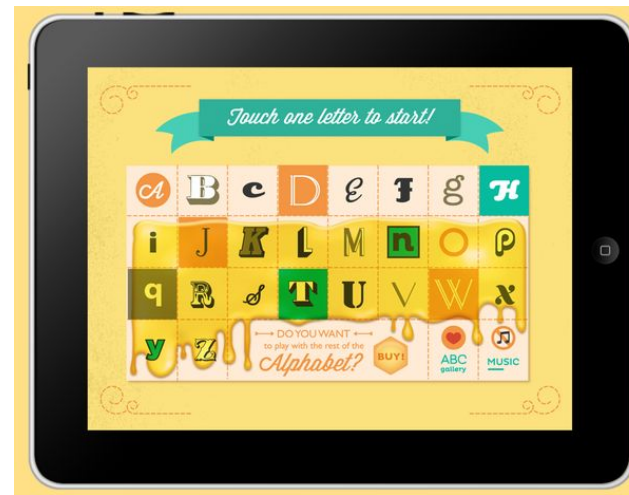 Touch one letter to start!
A B c D E F g H
i J K L M n O P
q R S T U V W x
y Z
DO YOU WANT
to play with the rest of the
Alphabet?
BUY!
ABC
gallery
MUSIC